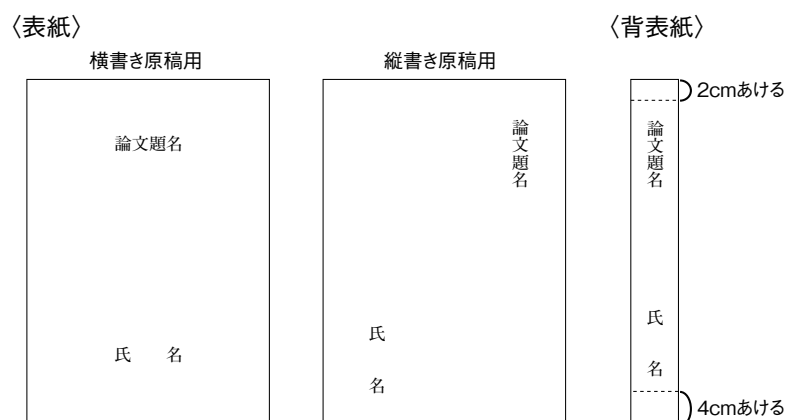 〈表紙〉
横書き原稿用
論文題名
氏　　名
縦書き原稿用
論文題名
氏　　名
〈背表紙〉
2cmあける
論文題名
氏　　名
4cmあける